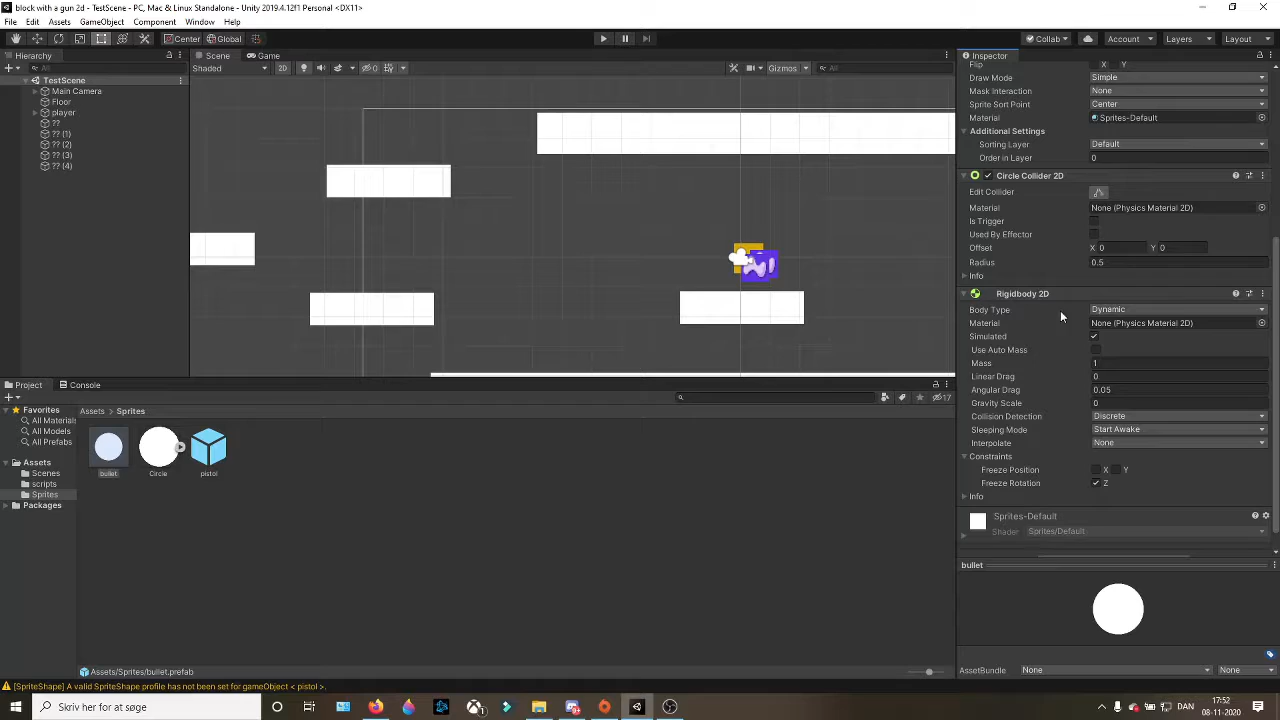 block with a gun 2d - TestScene - PC, Mac & Linux Standalone - Unity 2019.4.12f1 Personal <DX11>
File Edit Assets GameObject Component Window Help
Center Global Collab Account Layers Layout
Hierarchy
All
TestScene
Main Camera
Floor
player
??
?? (1)
?? (2)
?? (3)
?? (4)
Scene Game
Shaded 2D 0 Gizmos All
Inspector
Flip X Y
Draw Mode Simple
Mask Interaction None
Sprite Sort Point Center
Material Sprites-Default
Additional Settings
Sorting Layer Default
Order in Layer 0
Circle Collider 2D
Edit Collider
Material None (Physics Material 2D)
Is Trigger
Used By Effector
Offset X 0 Y 0
Radius 0.5
Info
Rigidbody 2D
Body Type Dynamic
Material None (Physics Material 2D)
Simulated
Use Auto Mass
Mass 1
Linear Drag 0
Angular Drag 0.05
Gravity Scale 0
Collision Detection Discrete
Sleeping Mode Start Awake
Interpolate None
Constraints
Freeze Position X Y
Freeze Rotation Z
Info
Sprites-Default
Shader Sprites/Default
bullet
AssetBundle None None
Project Console
17
Favorites
All Materials
All Models
All Prefabs
Assets
Scenes
scripts
Sprites
Packages
Assets > Sprites
bullet Circle pistol
Assets/Sprites/bullet.prefab
[SpriteShape] A valid SpriteShape profile has not been set for gameObject < pistol >.
Skriv her for at søge
DAN
17:52
08-11-2020